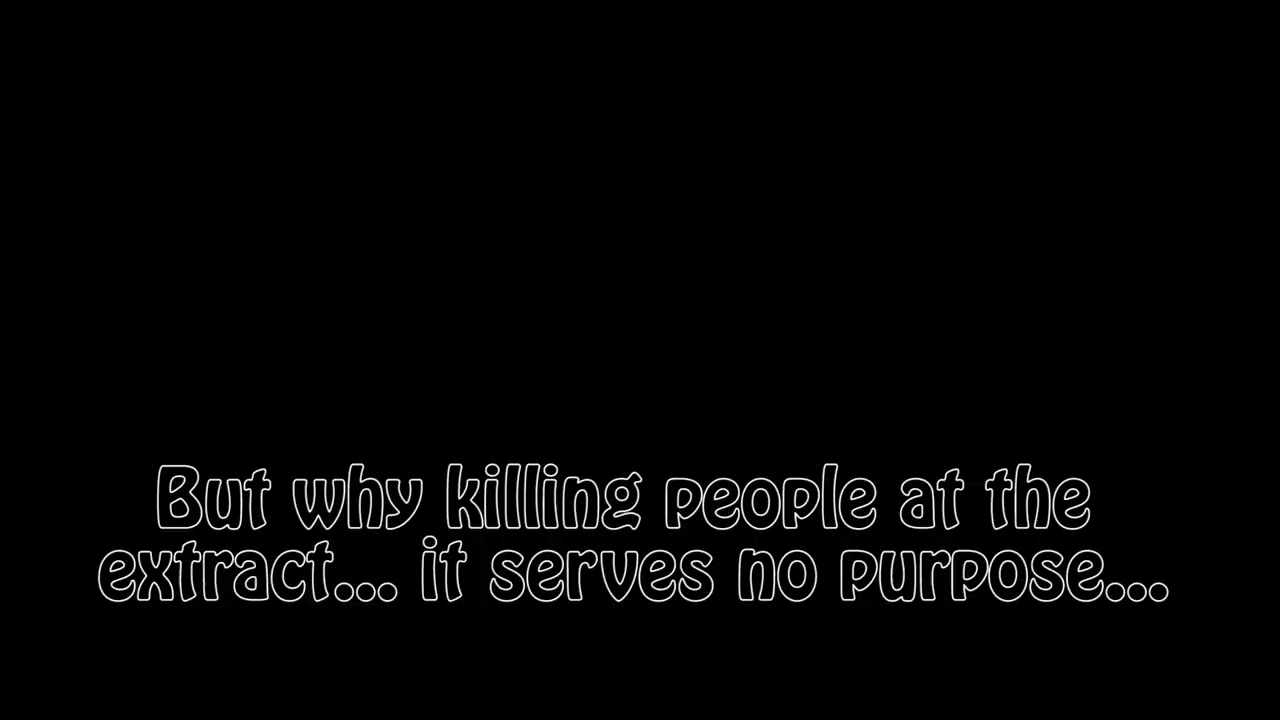 But why killing people at the
extract... it serves no purpose...